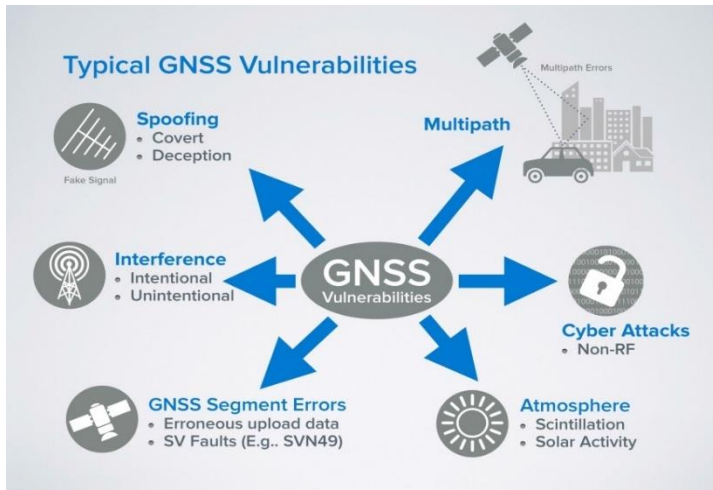 Typical GNSS Vulnerabilities
Multipath Errors
Spoofing
• Covert
• Deception
Fake Signal
Multipath
Interference
• Intentional
• Unintentional
GNSS
Vulnerabilities
Cyber Attacks
• Non-RF
GNSS Segment Errors
• Erroneous upload data
• SV Faults (E.g.. SVN49)
Atmosphere
• Scintillation
• Solar Activity